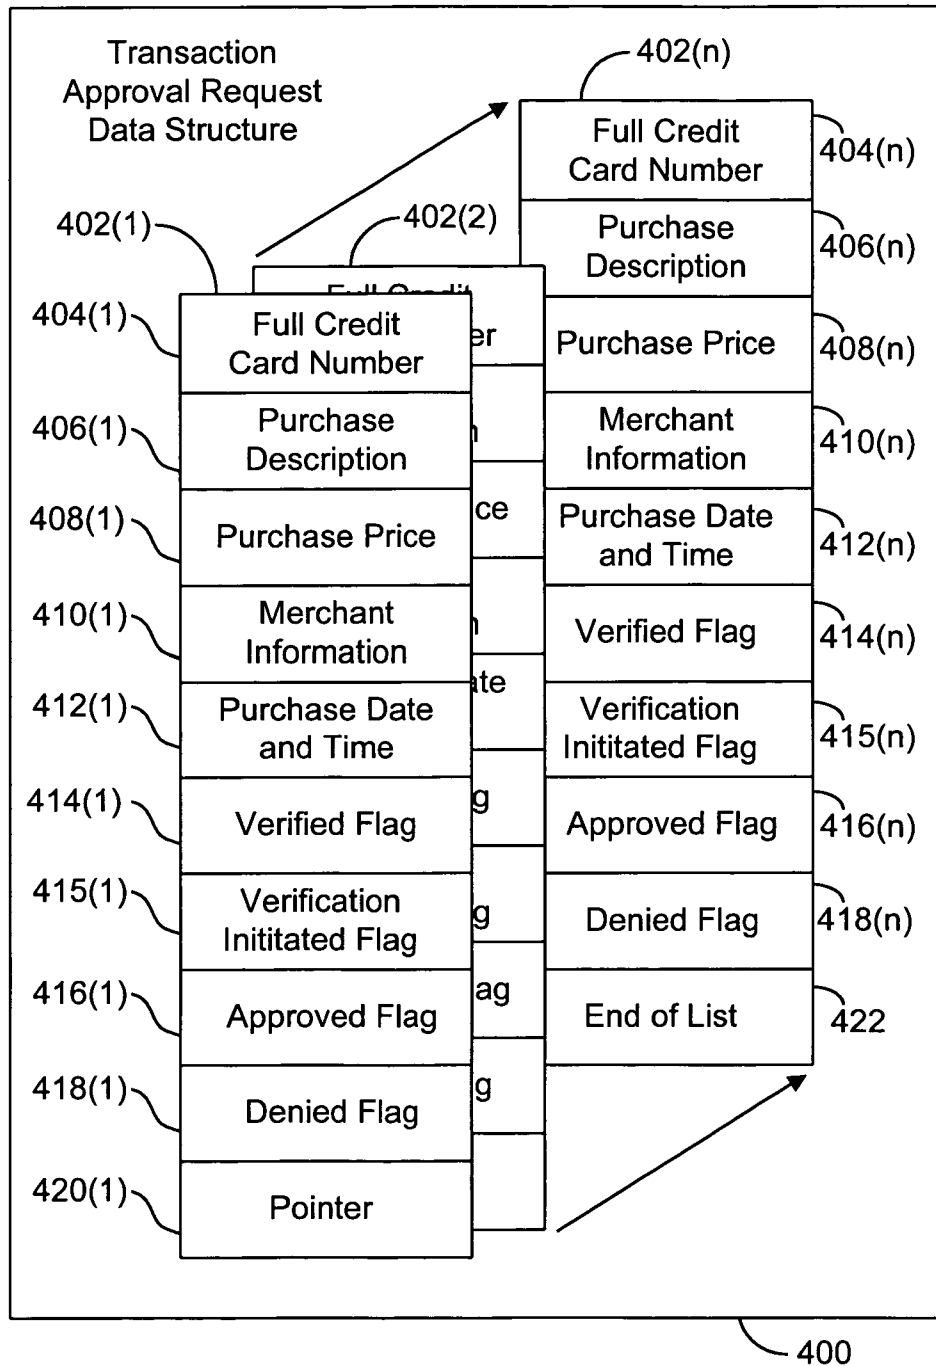 Transaction
Approval Request
Data Structure
402(n)
Full Credit
Card Number
404(n)
Purchase
Description
406(n)
Purchase Price
408(n)
Merchant
Information
410(n)
Purchase Date
and Time
412(n)
Verified Flag
414(n)
Verification
Inititated Flag
415(n)
Approved Flag
416(n)
Denied Flag
418(n)
End of List
422
402(2)
402(1)
404(1)
Full Credit
Card Number
406(1)
Purchase
Description
408(1)
Purchase Price
410(1)
Merchant
Information
412(1)
Purchase Date
and Time
414(1)
Verified Flag
415(1)
Verification
Inititated Flag
416(1)
Approved Flag
418(1)
Denied Flag
420(1)
Pointer
400